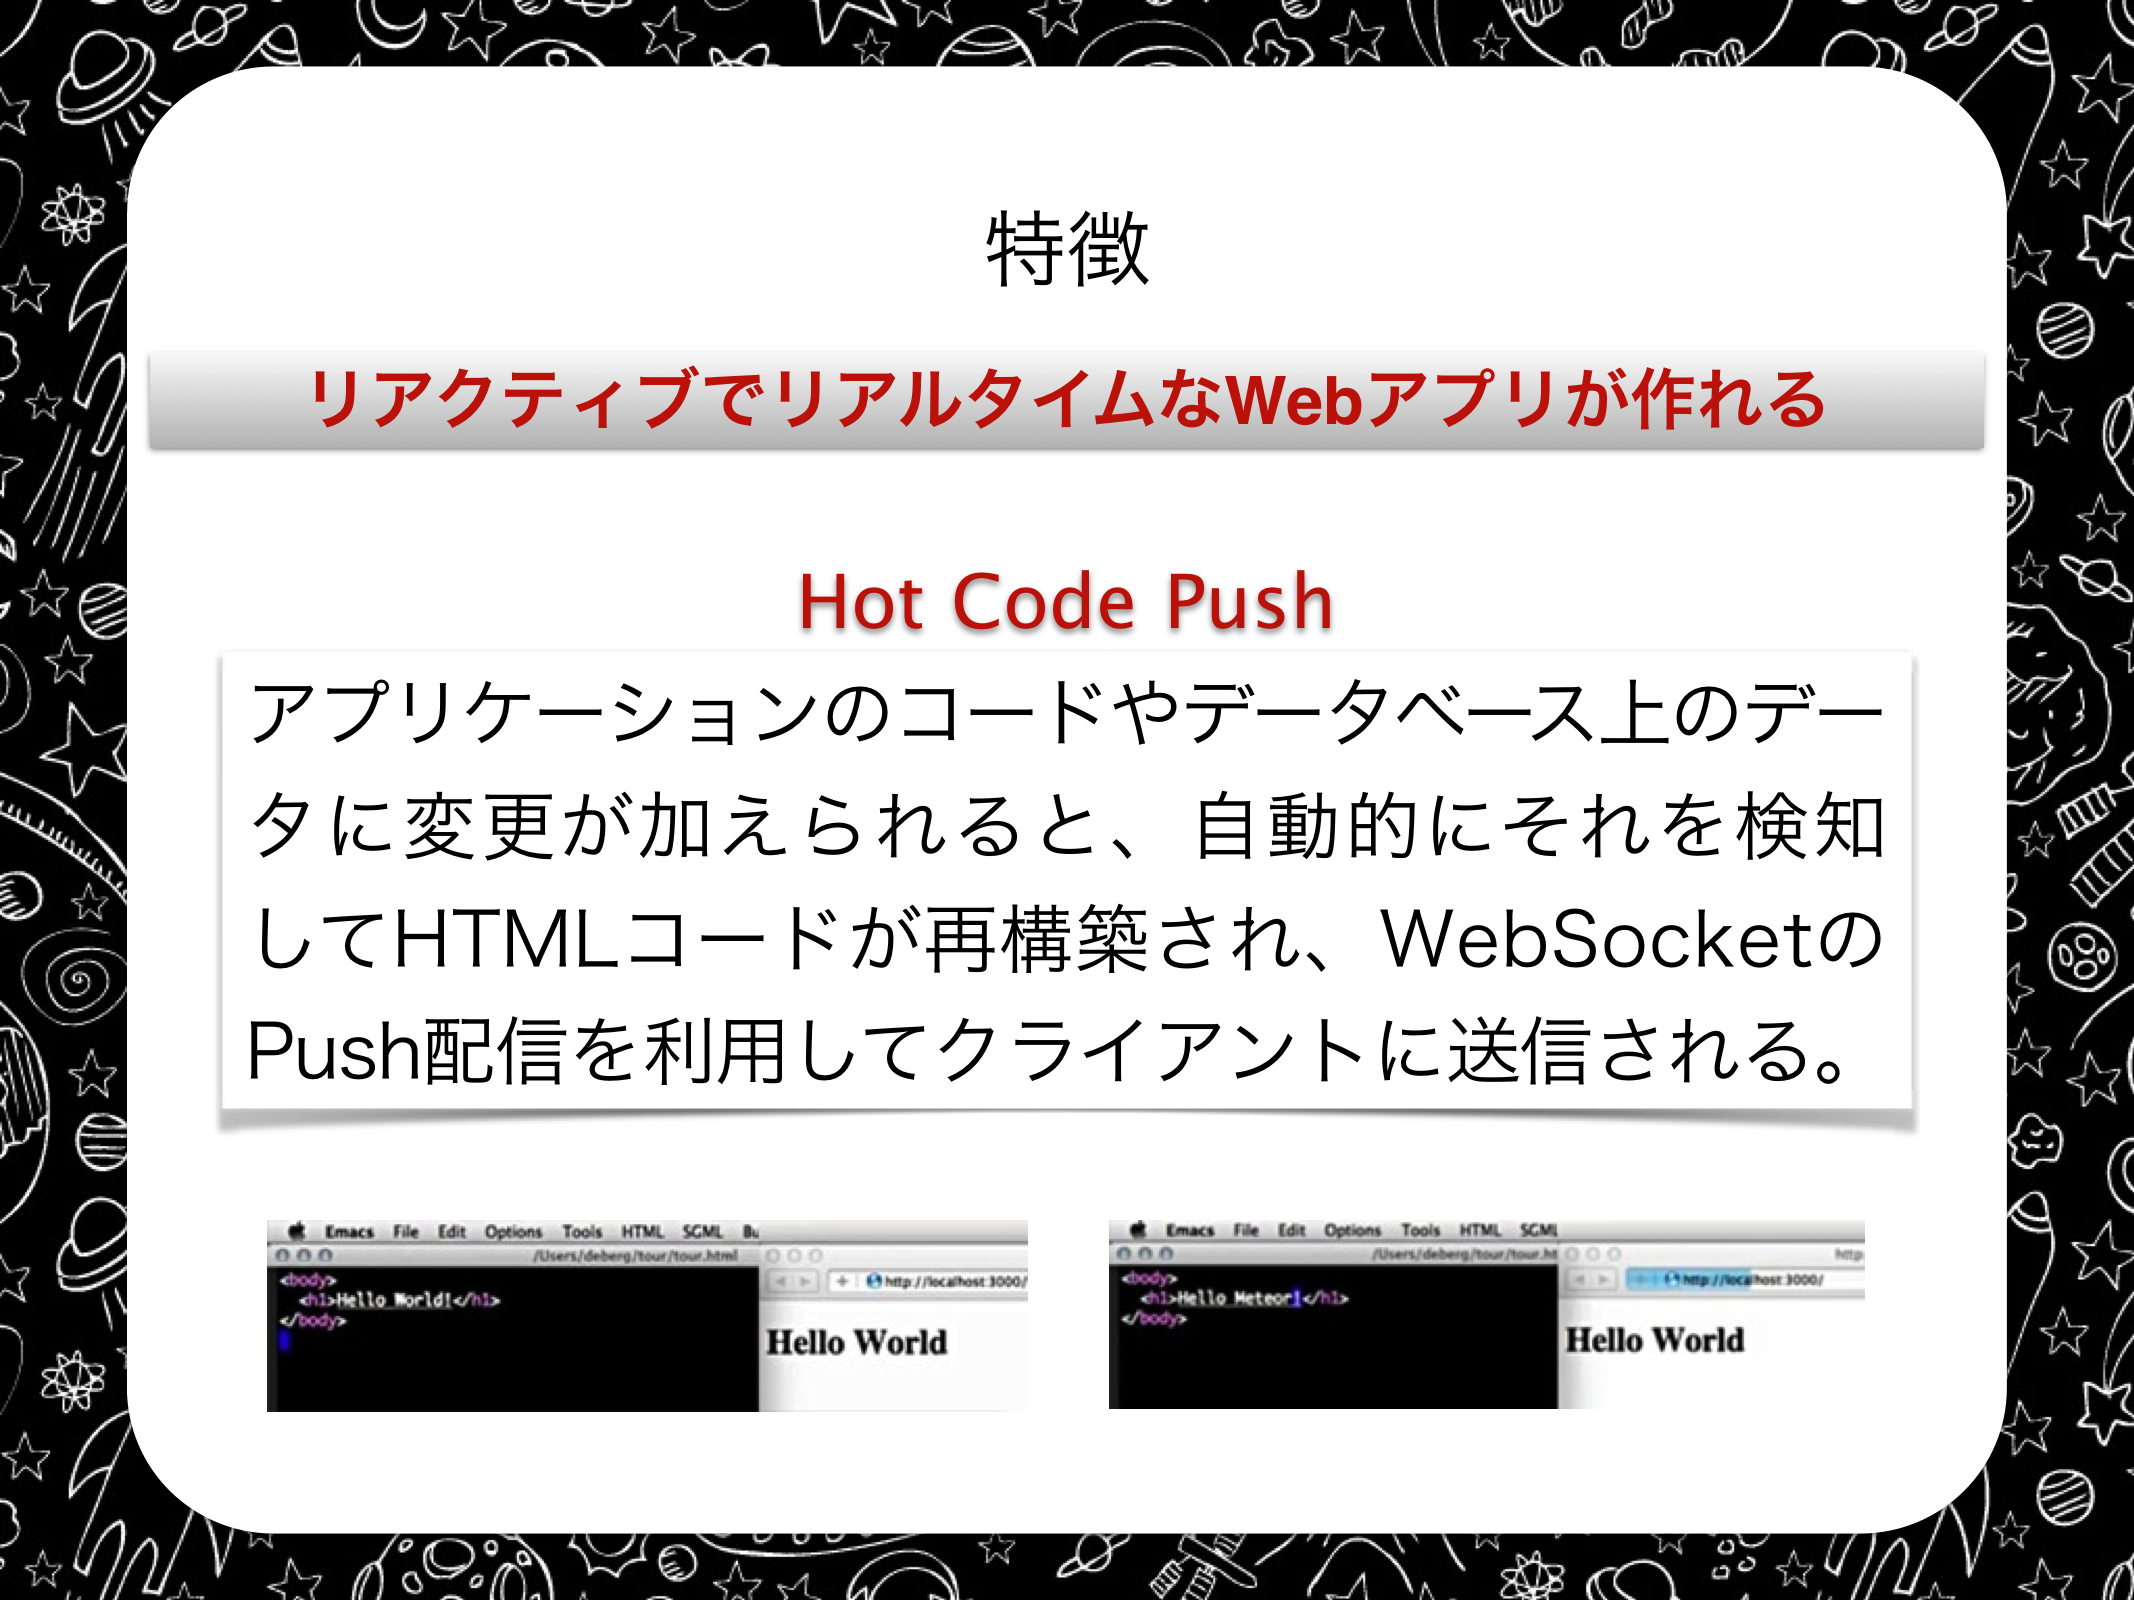 特徴
リアクティブでリアルタイムなWebアプリが作れる
Hot Code Push
アプリケーションのコードやデータベース上のデー
タに変更が加えられると、自動的にそれを検知
してHTMLコードが再構築され、WebSocketの
Push配信を利用してクライアントに送信される。
Emacs File Edit Options Tools HTML SGML Bu
/Users/deberg/tour/tour.html
<body>
<h1>Hello World!</h1>
</body>
http://localhost:3000/
Hello World
Emacs File Edit Options Tools HTML SGML
/Users/deberg/tour/tour.ht
http
<body>
<h1>Hello Meteor!</h1>
</body>
http://localhost:3000/
Hello World